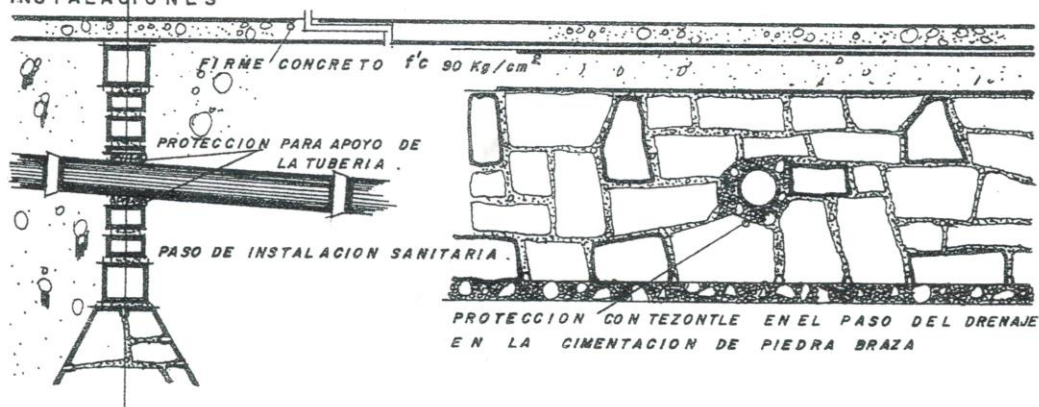 INSTALACIONES
FIRME CONCRETO f'c 90 Kg/cm²
PROTECCION PARA APOYO DE
LA TUBERIA.
PASO DE INSTALACION SANITARIA.
PROTECCION CON TEZONTLE EN EL PASO DEL DRENAJE
EN LA CIMENTACION DE PIEDRA BRAZA